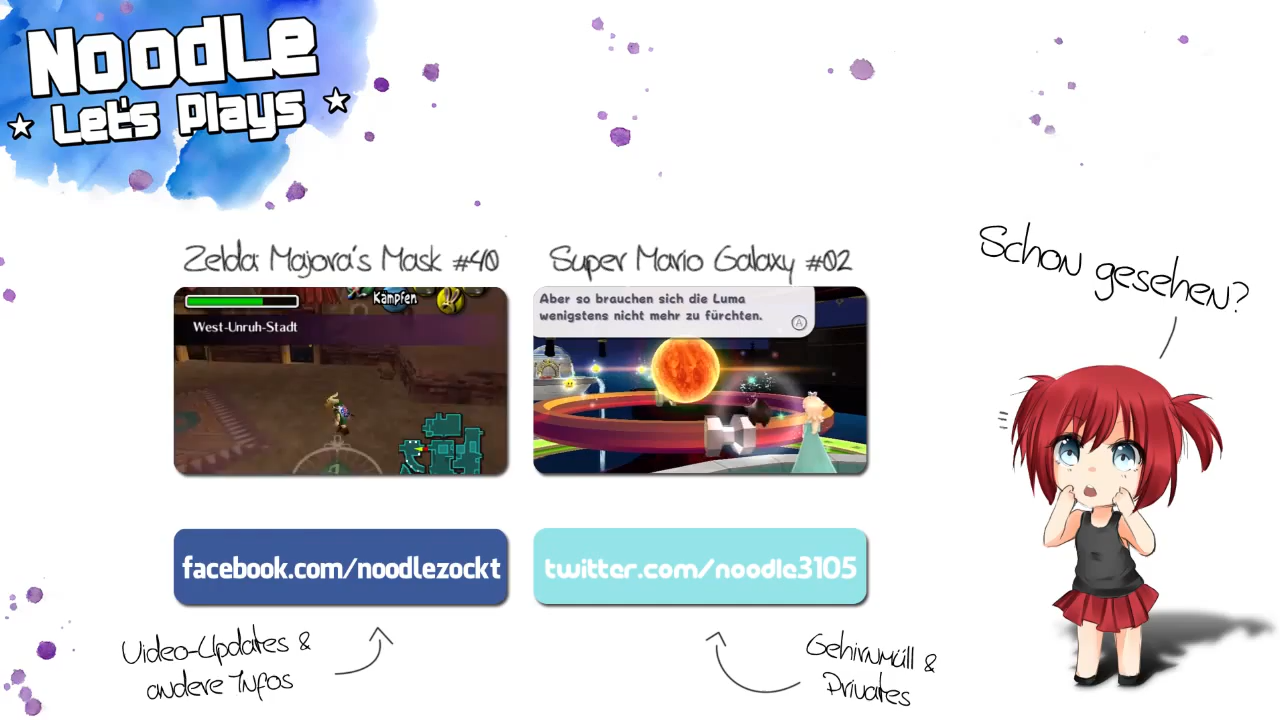 Noodle
Let's Plays
Zelda Majora's Mask #40
Super Mario Galaxy #02
Schon gesehen?
Kämpfen
West-Unruh-Stadt
Aber so brauchen sich die Luma
wenigstens nicht mehr zu fürchten.
A
facebook.com/noodlezockt
twitter.com/noodle3105
Video-Updates &
andere Infos
Gehirnmüll &
Privates